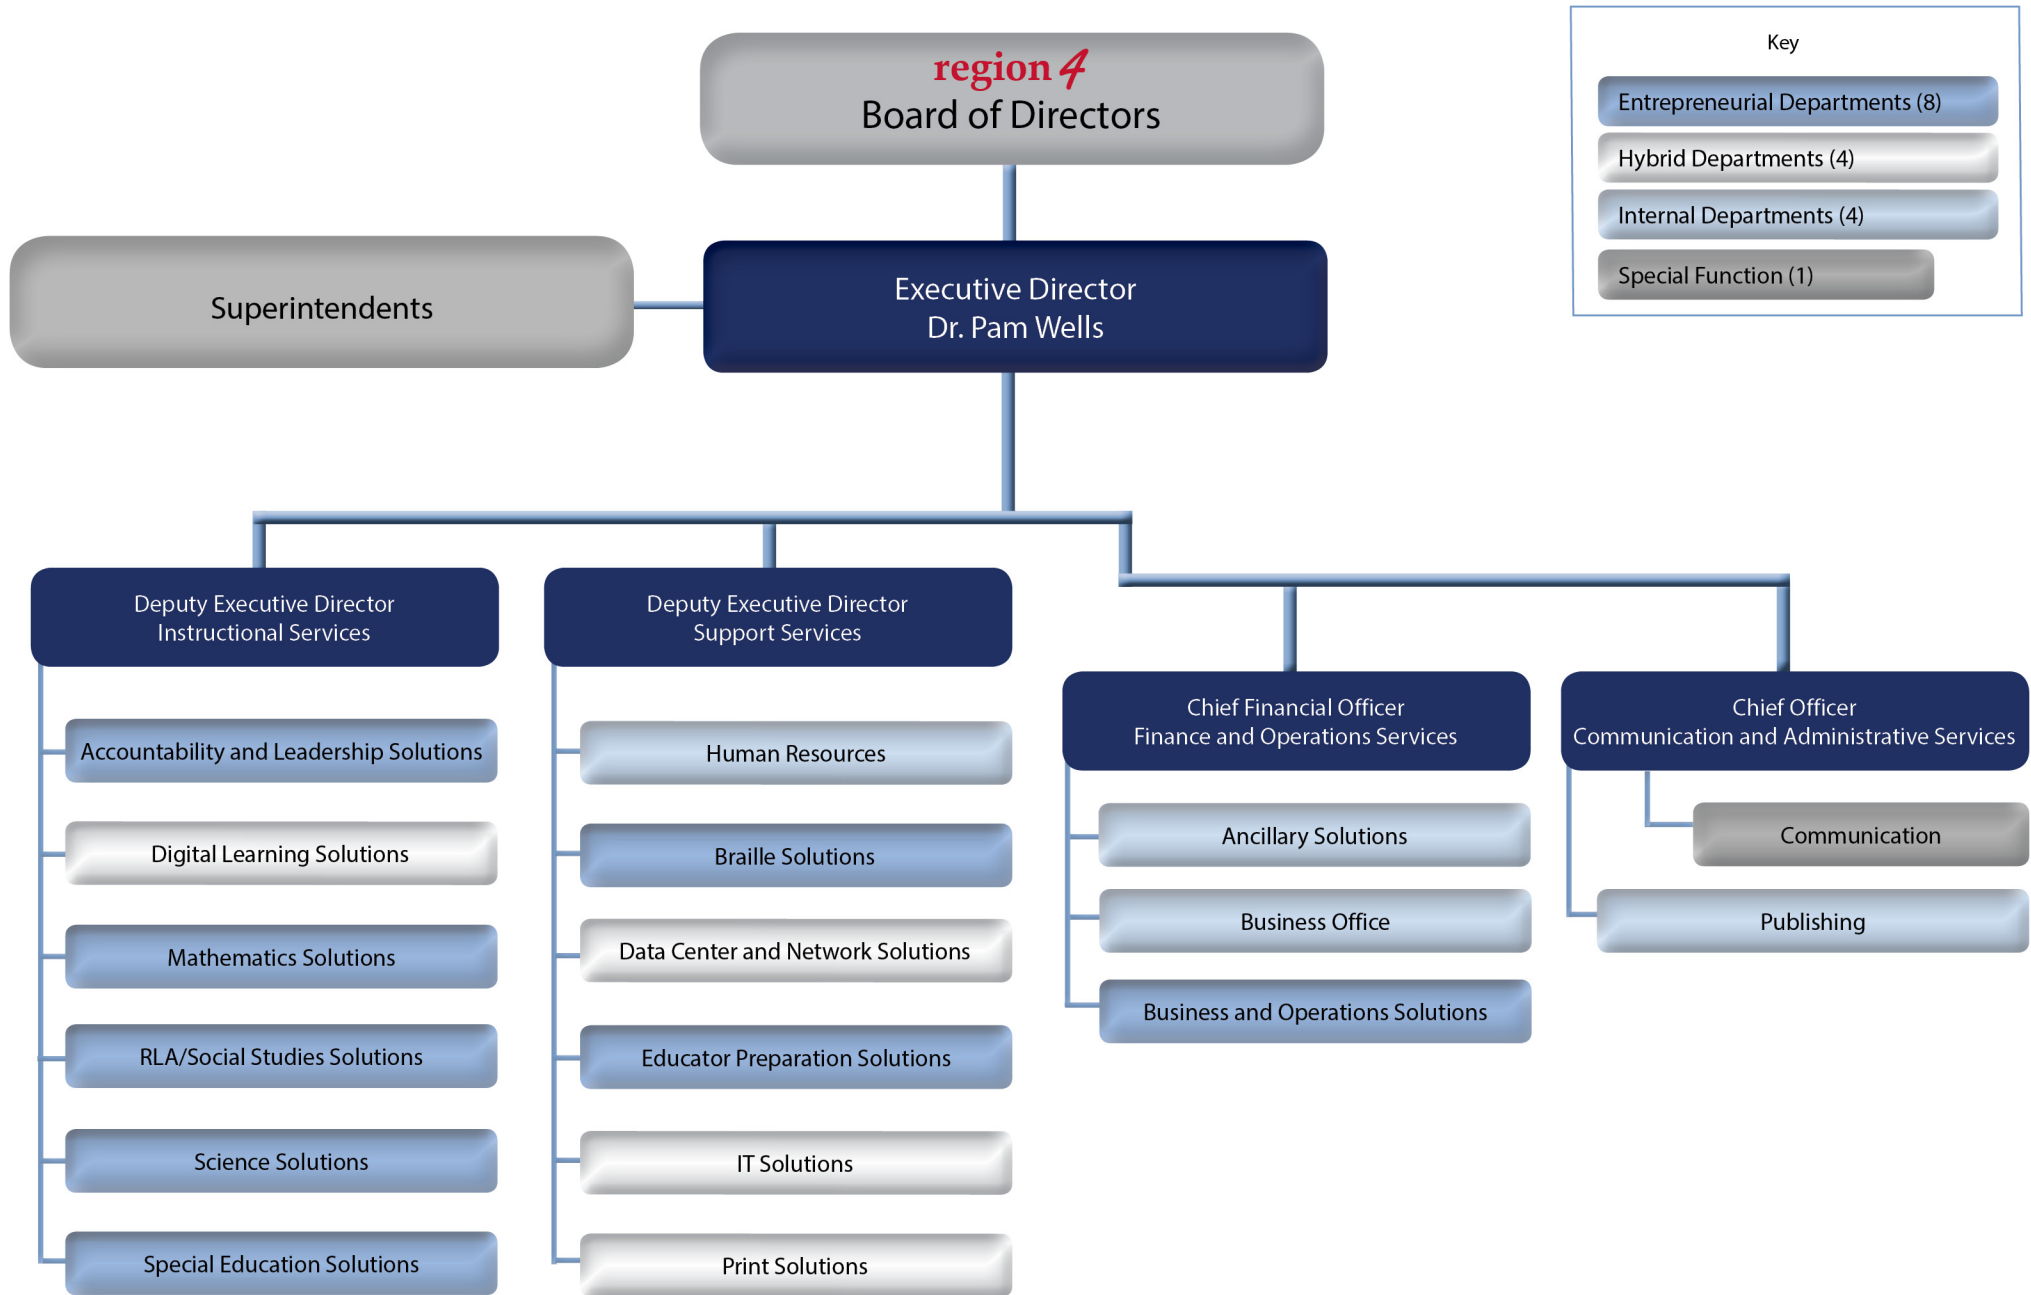 region 4
Board of Directors
Key
Entrepreneurial Departments (8)
Hybrid Departments (4)
Internal Departments (4)
Special Function (1)
Superintendents
Executive Director
Dr. Pam Wells
Deputy Executive Director
Instructional Services
Accountability and Leadership Solutions
Digital Learning Solutions
Mathematics Solutions
RLA/Social Studies Solutions
Science Solutions
Special Education Solutions
Deputy Executive Director
Support Services
Human Resources
Braille Solutions
Data Center and Network Solutions
Educator Preparation Solutions
IT Solutions
Print Solutions
Chief Financial Officer
Finance and Operations Services
Ancillary Solutions
Business Office
Business and Operations Solutions
Chief Officer
Communication and Administrative Services
Communication
Publishing